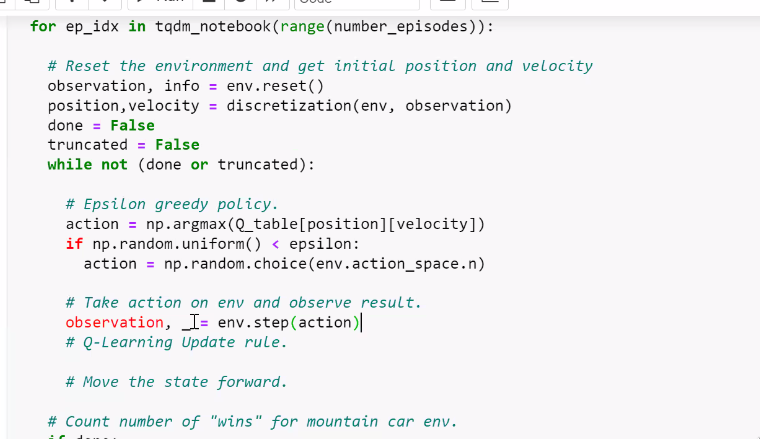 Run
Code
for ep_idx in tqdm_notebook(range(number_episodes)):
# Reset the environment and get initial position and velocity
observation, info = env.reset()
position,velocity = discretization(env, observation)
done = False
truncated = False
while not (done or truncated):
# Epsilon greedy policy.
action = np.argmax(Q_table[position][velocity])
if np.random.uniform() < epsilon:
action = np.random.choice(env.action_space.n)
# Take action on env and observe result.
observation, _ = env.step(action)
# Q-Learning Update rule.
# Move the state forward.
# Count number of "wins" for mountain car env.
if done: